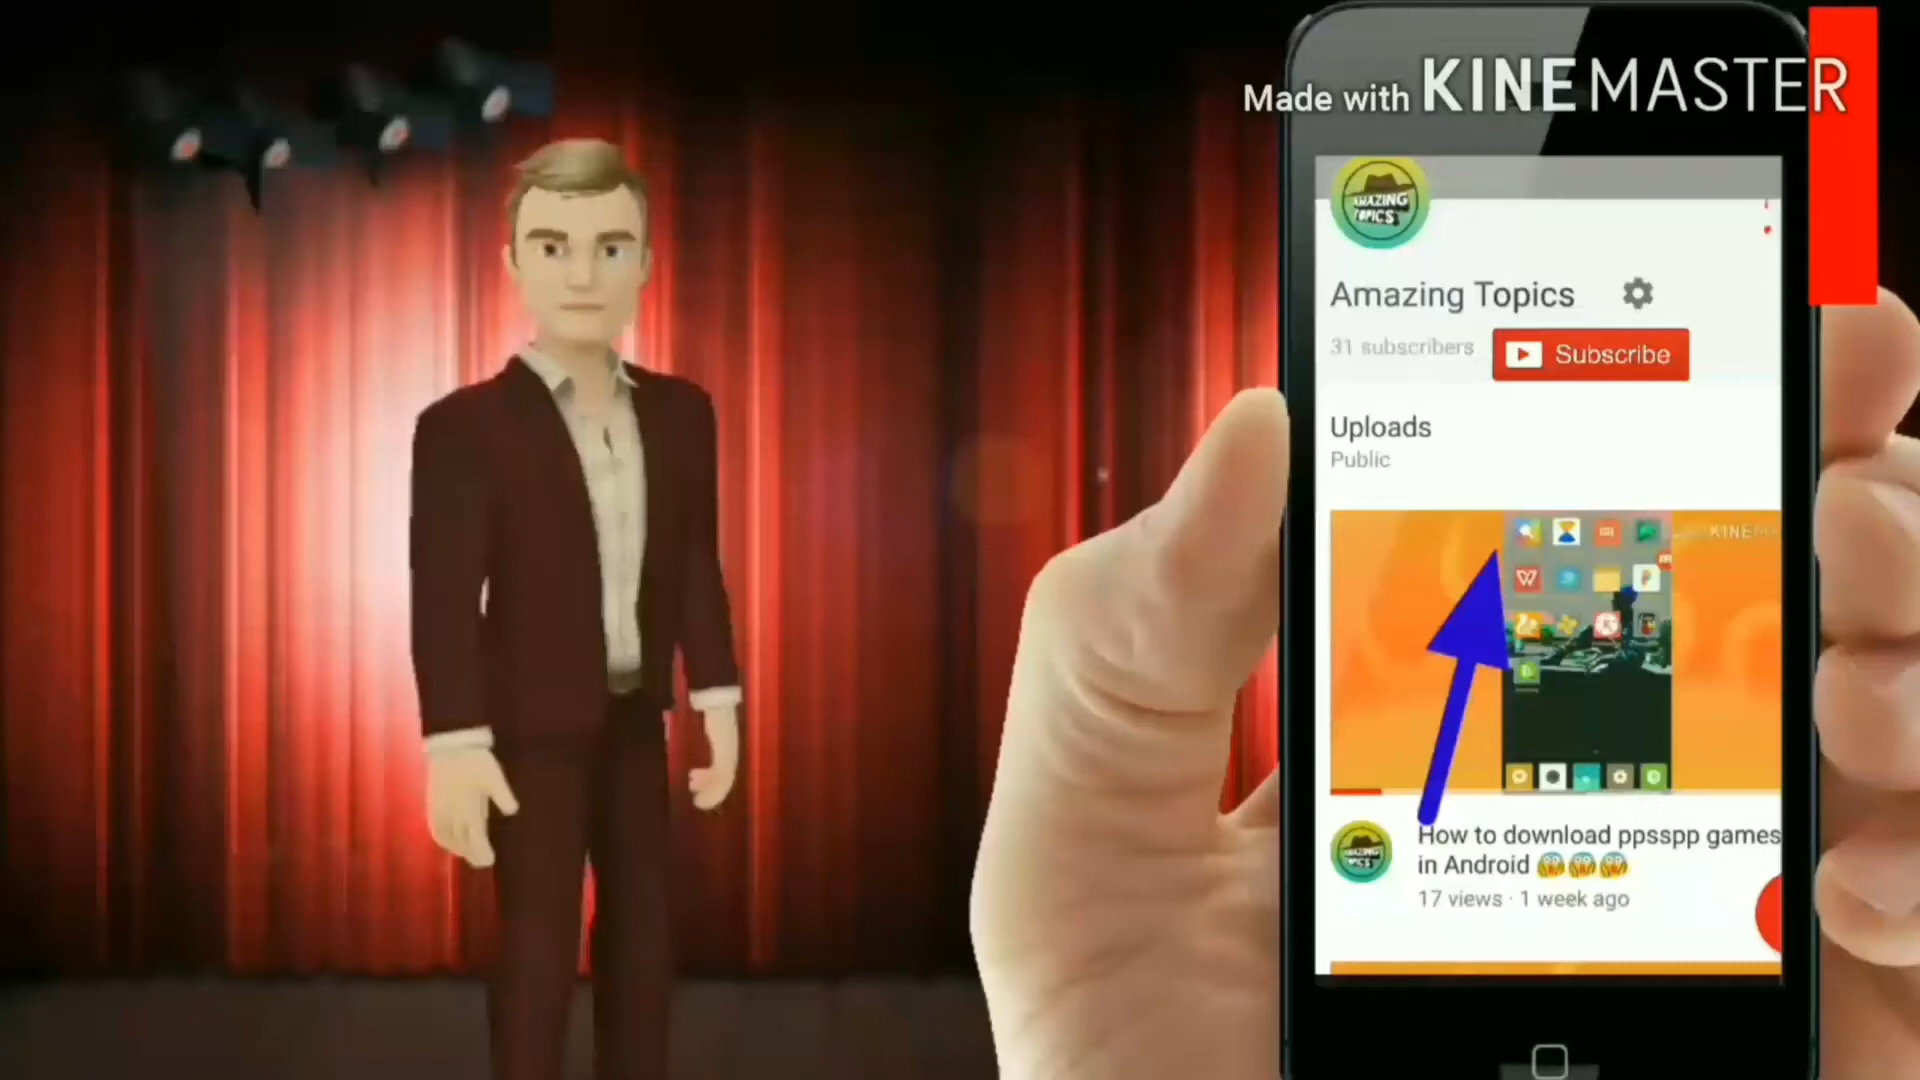 Made with KINEMASTER
AMAZING
TOPICS
Amazing Topics
31 subscribers
Subscribe
Uploads
Public
KINEM
How to download ppsspp games
in Android 😱😱😱
17 views · 1 week ago